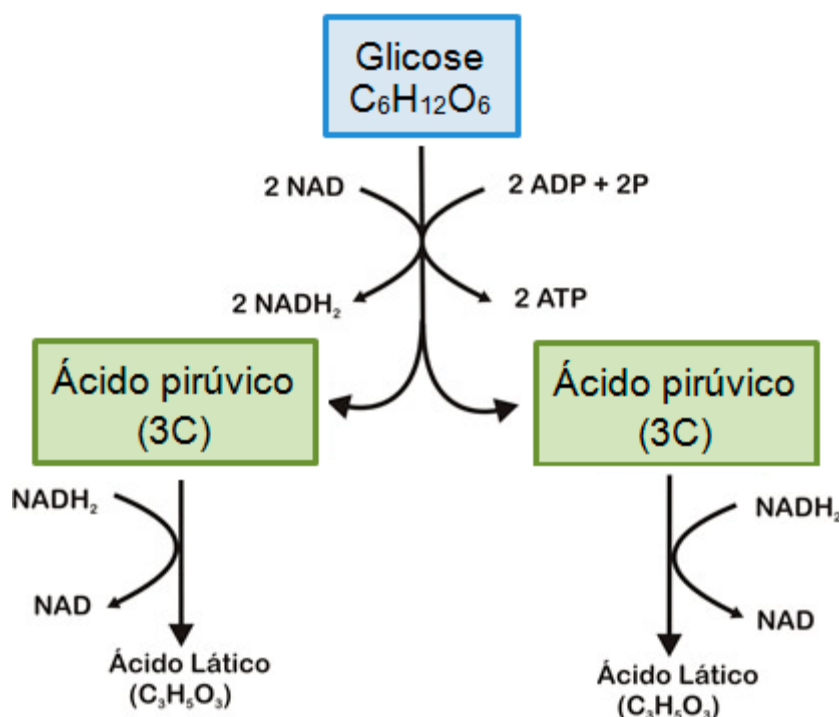 Glicose
C₆H₁₂O₆
2 NAD
2 ADP + 2P
2 NADH₂
2 ATP
Ácido pirúvico
(3C)
Ácido pirúvico
(3C)
NADH₂
NAD
NADH₂
NAD
Ácido Lático
(C₃H₅O₃)
Ácido Lático
(C₃H₅O₃)